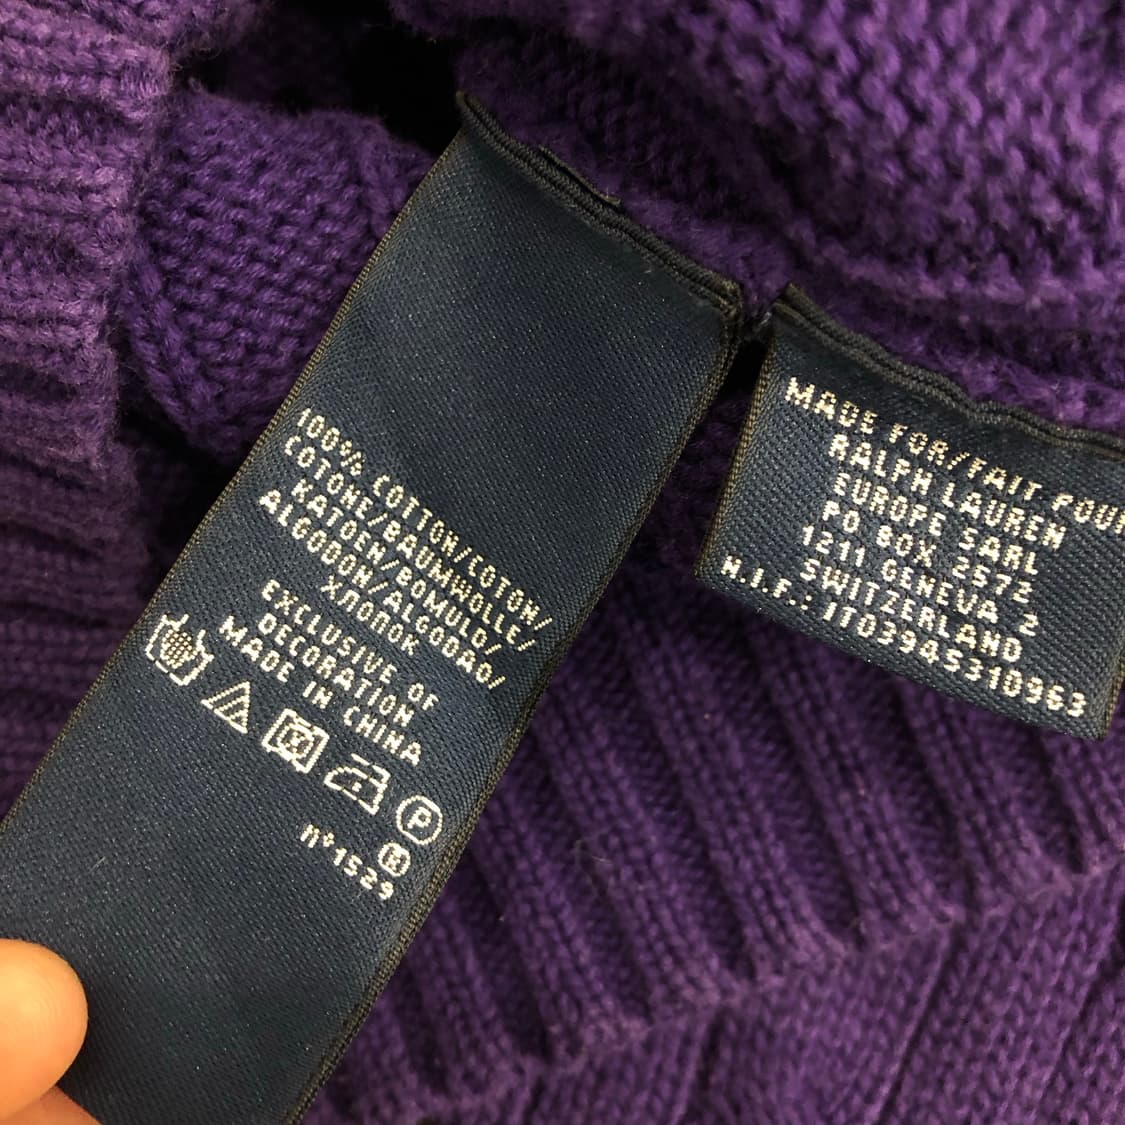 100% COTTON/COTON/
COTONE/BAUMWOLLE/
KATOEN/BOMULD/
ALGODON/ALGODAO/
ХЛОПОК
EXCLUSIVE OF
DECORATION
MADE IN CHINA
P
R
n°1529
MADE FOR/FAIT POUR
RALPH LAUREN
EUROPE SARL
PO BOX 2572
1211 GENEVA 2
SWITZERLAND
N.I.F.: IT03945310963